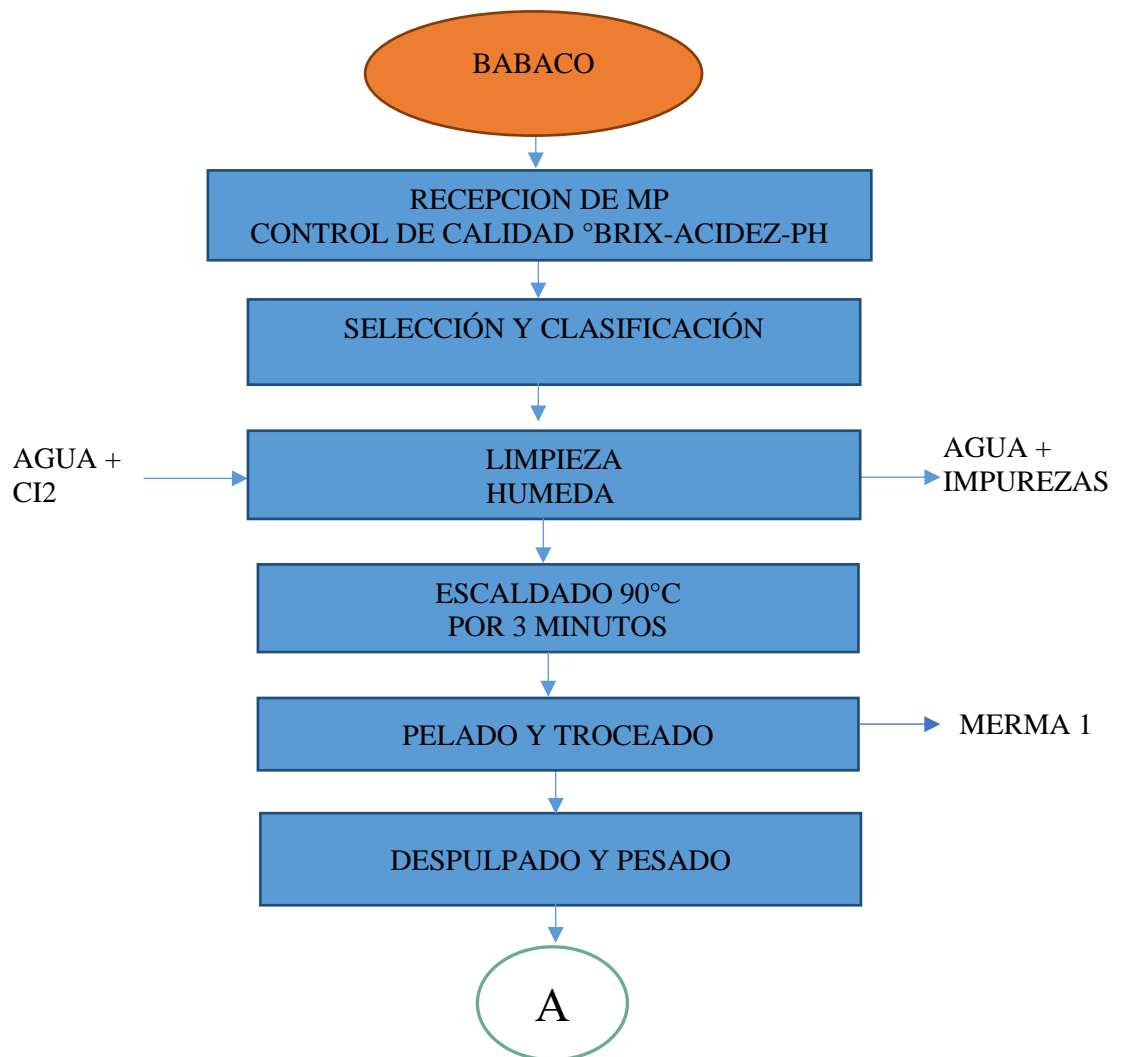 BABACO
RECEPCION DE MP
CONTROL DE CALIDAD °BRIX-ACIDEZ-PH
SELECCIÓN Y CLASIFICACIÓN
AGUA +
CI2
LIMPIEZA
HUMEDA
AGUA +
IMPUREZAS
ESCALDADO 90°C
POR 3 MINUTOS
PELADO Y TROCEADO
MERMA 1
DESPULPADO Y PESADO
A